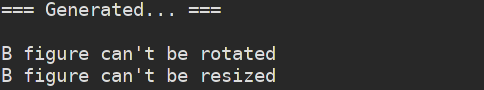 === Generated... ===
B figure can't be rotated
B figure can't be resized